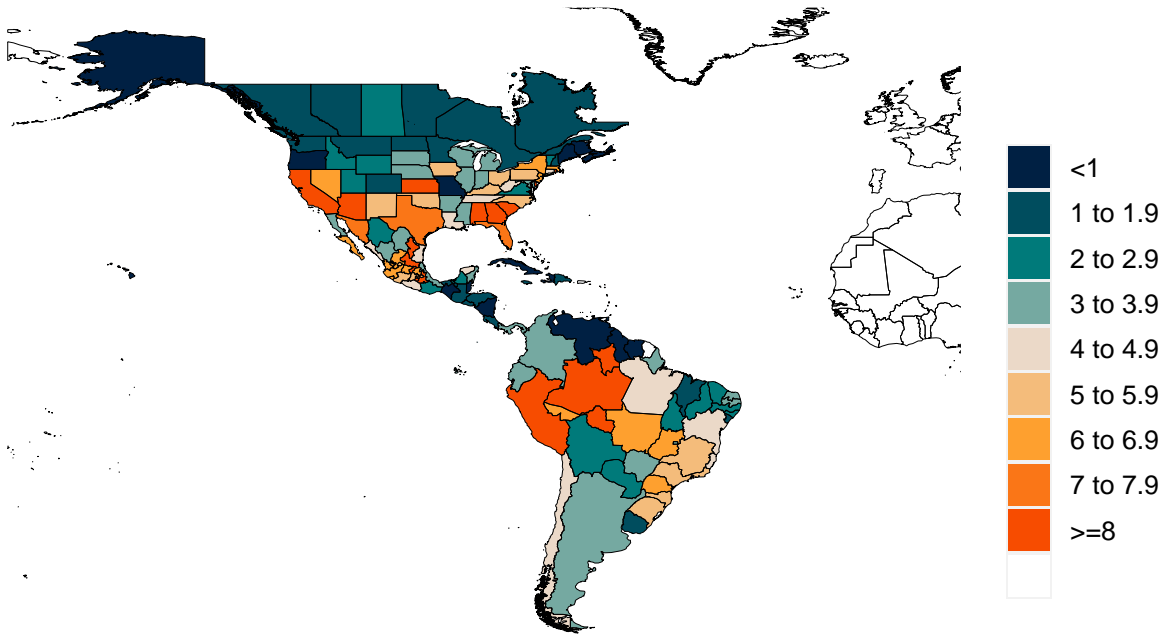 <1
1 to 1.9
2 to 2.9
3 to 3.9
4 to 4.9
5 to 5.9
6 to 6.9
7 to 7.9
>=8